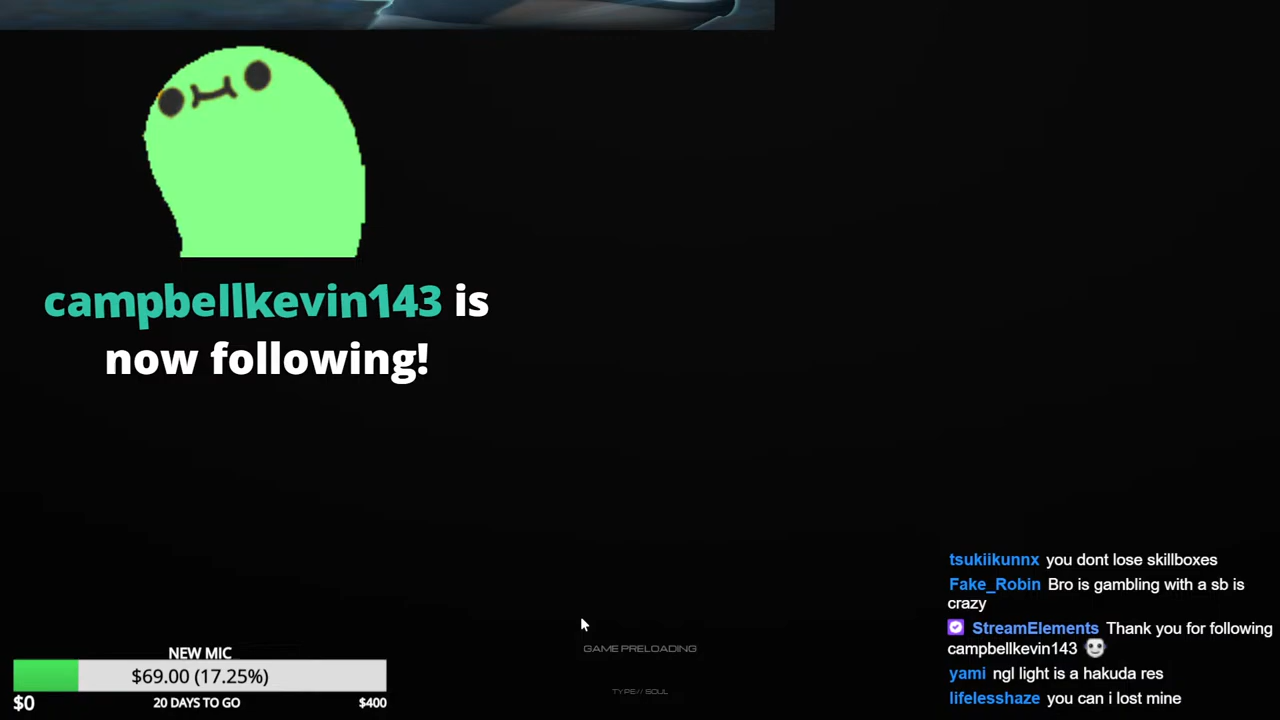 campbellkevin143 is
now following!
tsukiikunnx you dont lose skillboxes
Fake_Robin Bro is gambling with a sb is
crazy
StreamElements Thank you for following
campbellkevin143
yami ngl light is a hakuda res
lifelesshaze you can i lost mine
GAME PRELOADING
TYPE// SOUL
NEW MIC
$69.00 (17.25%)
$0 20 DAYS TO GO $400